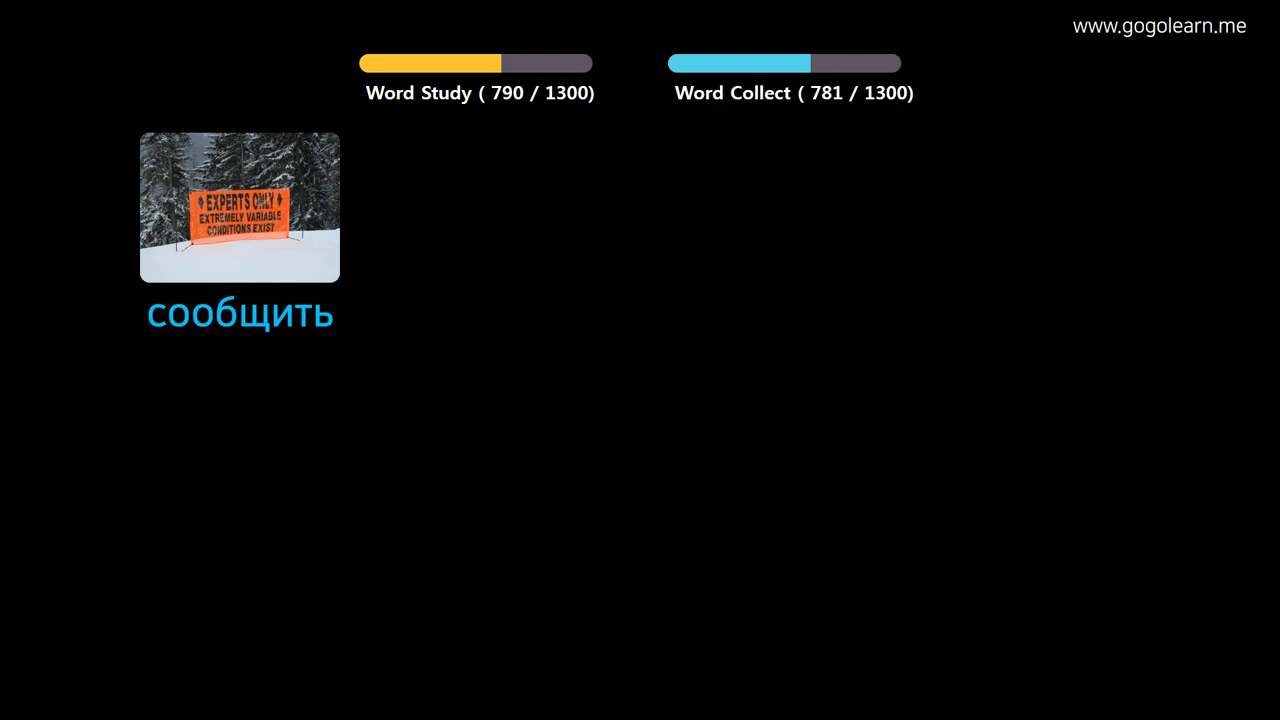 www.gogolearn.me
Word Study ( 790 / 1300)
Word Collect ( 781 / 1300)
EXPERTS ONLY
EXTREMELY VARIABLE
CONDITIONS EXIST
сообщить